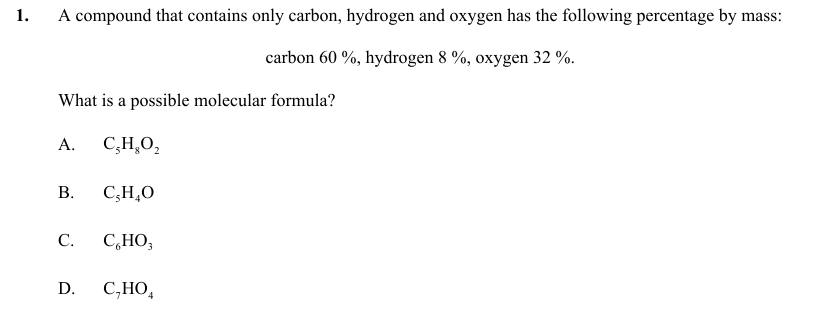 1. A compound that contains only carbon, hydrogen and oxygen has the following percentage by mass:
carbon 60 %, hydrogen 8 %, oxygen 32 %.
What is a possible molecular formula?
A. C₅H₈O₂
B. C₅H₄O
C. C₆HO₃
D. C₇HO₄